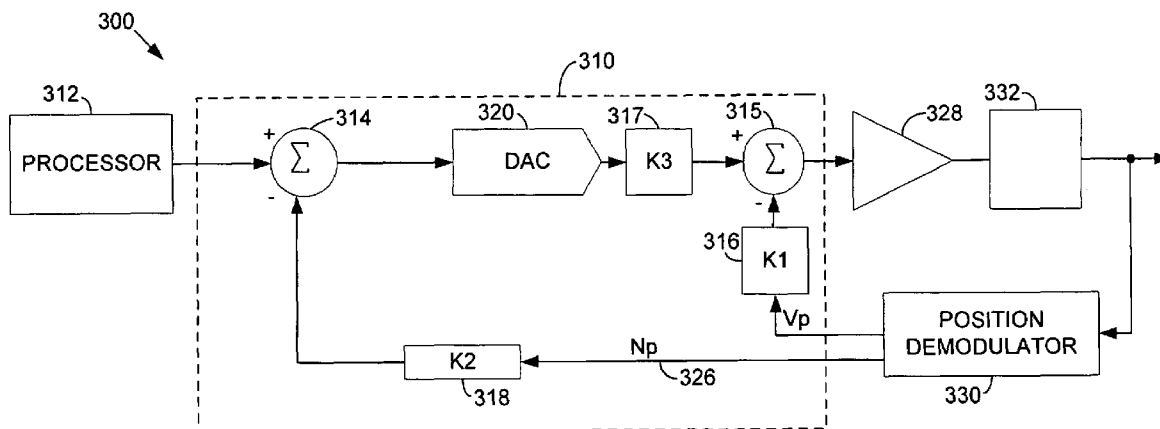 300
310
312
PROCESSOR
+
-
Σ
314
320
DAC
317
K3
315
+
-
Σ
316
K1
328
332
Vp
POSITION
DEMODULATOR
330
Np
326
K2
318